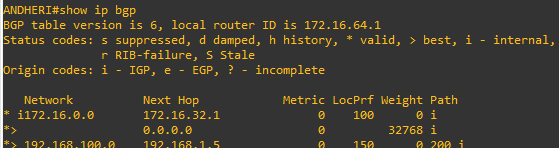 ANDHERI#show ip bgp
BGP table version is 6, local router ID is 172.16.64.1
Status codes: s suppressed, d damped, h history, * valid, > best, i - internal,
r RIB-failure, S Stale
Origin codes: i - IGP, e - EGP, ? - incomplete
Network Next Hop Metric LocPrf Weight Path
* i172.16.0.0 172.16.32.1 0 100 0 i
*> 0.0.0.0 0 32768 i
*> 192.168.100.0 192.168.1.5 0 150 0 200 i